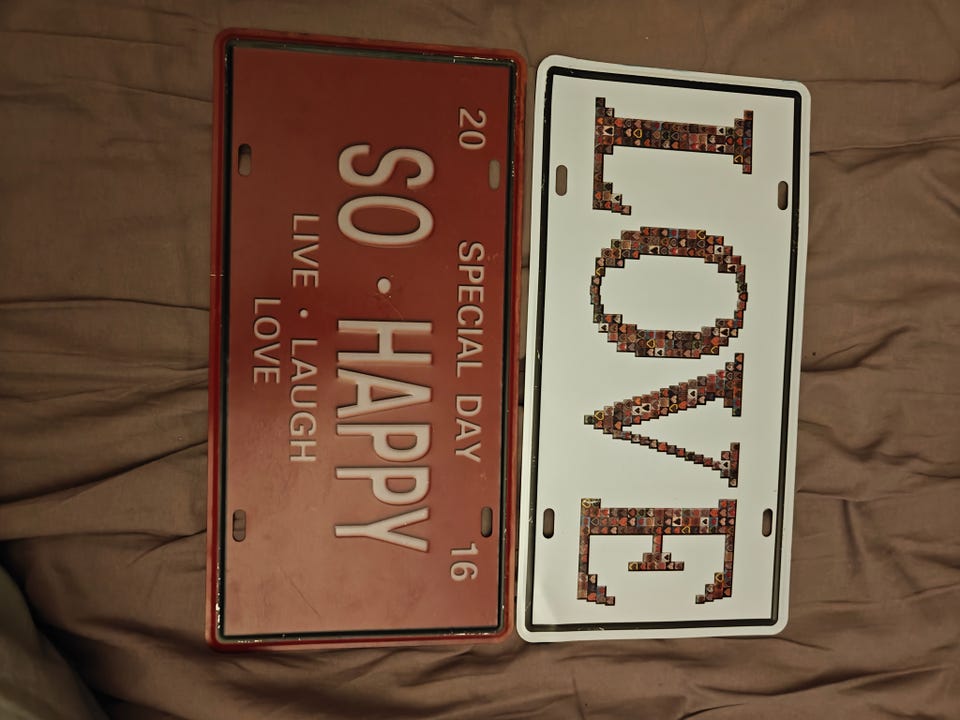 LOVE
20 SPECIAL DAY 16
SO • HAPPY
LIVE • LAUGH
LOVE